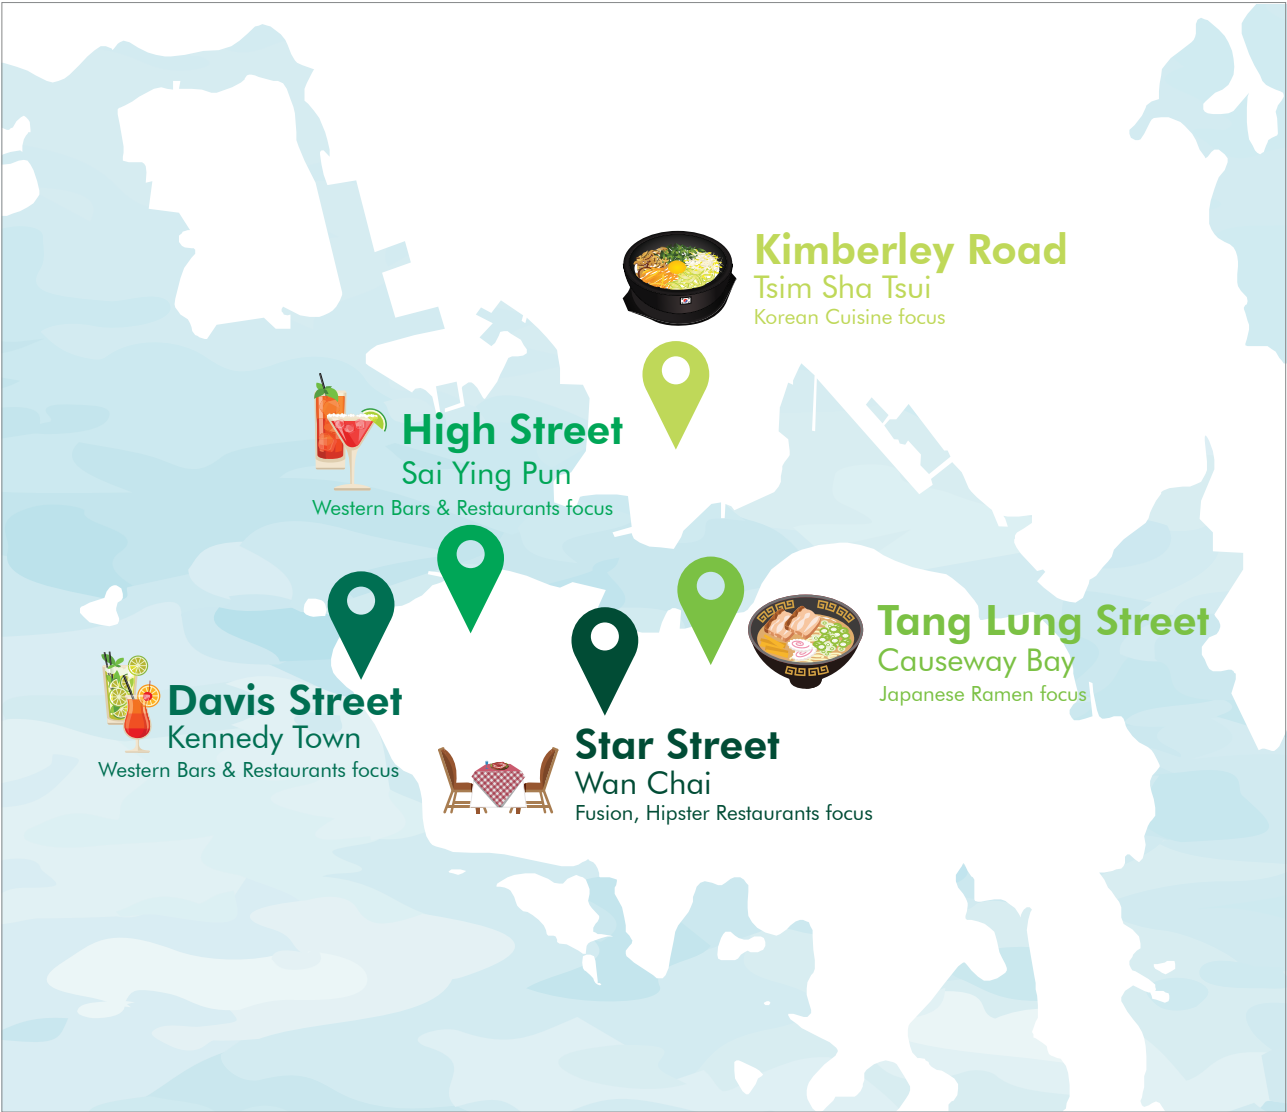 Kimberley Road
Tsim Sha Tsui
Korean Cuisine focus
High Street
Sai Ying Pun
Western Bars & Restaurants focus
Tang Lung Street
Causeway Bay
Japanese Ramen focus
Davis Street
Kennedy Town
Western Bars & Restaurants focus
Star Street
Wan Chai
Fusion, Hipster Restaurants focus